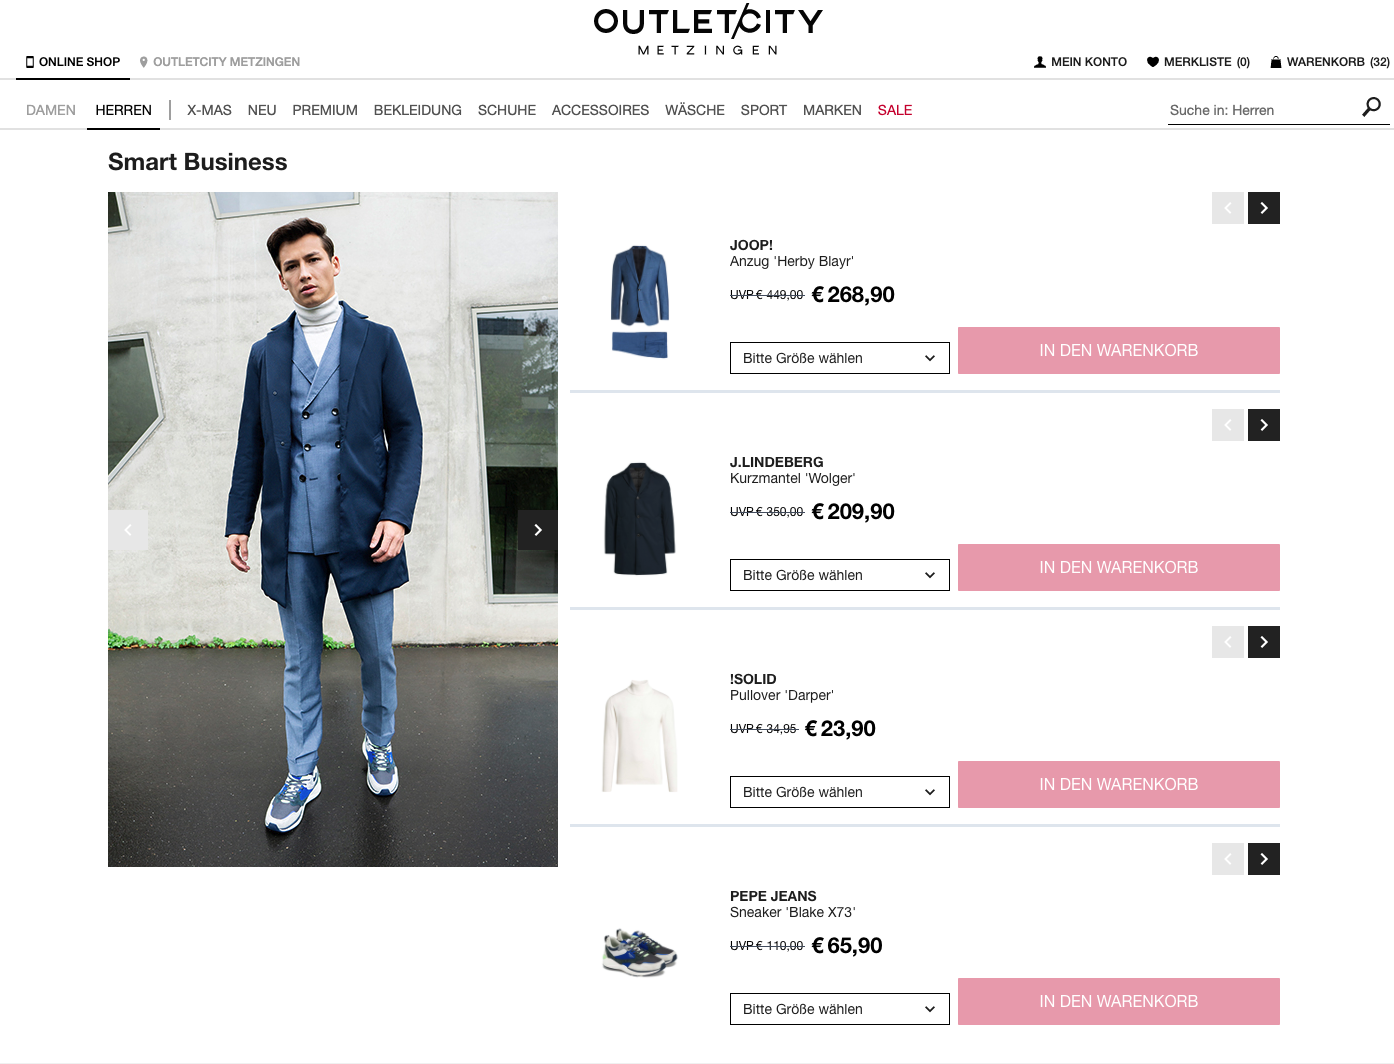 OUTLETCITY
METZINGEN
ONLINE SHOP
OUTLETCITY METZINGEN
MEIN KONTO
MERKLISTE (0)
WARENKORB (32)
DAMEN
HERREN
X-MAS
NEU
PREMIUM
BEKLEIDUNG
SCHUHE
ACCESSOIRES
WÄSCHE
SPORT
MARKEN
SALE
Suche in: Herren
Smart Business
JOOP!
Anzug 'Herby Blayr'
UVP € 449,00 € 268,90
Bitte Größe wählen
IN DEN WARENKORB
J.LINDEBERG
Kurzmantel 'Wolger'
UVP € 350,00 € 209,90
Bitte Größe wählen
IN DEN WARENKORB
!SOLID
Pullover 'Darper'
UVP € 34,95 € 23,90
Bitte Größe wählen
IN DEN WARENKORB
PEPE JEANS
Sneaker 'Blake X73'
UVP € 110,00 € 65,90
Bitte Größe wählen
IN DEN WARENKORB